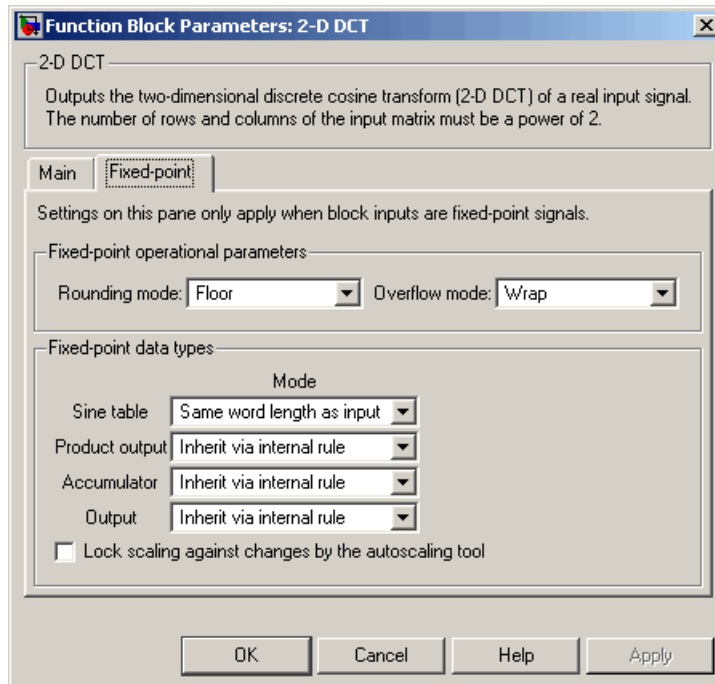 Function Block Parameters: 2-D DCT
2-D DCT
Outputs the two-dimensional discrete cosine transform (2-D DCT) of a real input signal.
The number of rows and columns of the input matrix must be a power of 2.
Main Fixed-point
Settings on this pane only apply when block inputs are fixed-point signals.
Fixed-point operational parameters
Rounding mode: Floor Overflow mode: Wrap
Fixed-point data types
Mode
Sine table Same word length as input
Product output Inherit via internal rule
Accumulator Inherit via internal rule
Output Inherit via internal rule
Lock scaling against changes by the autoscaling tool
OK Cancel Help Apply